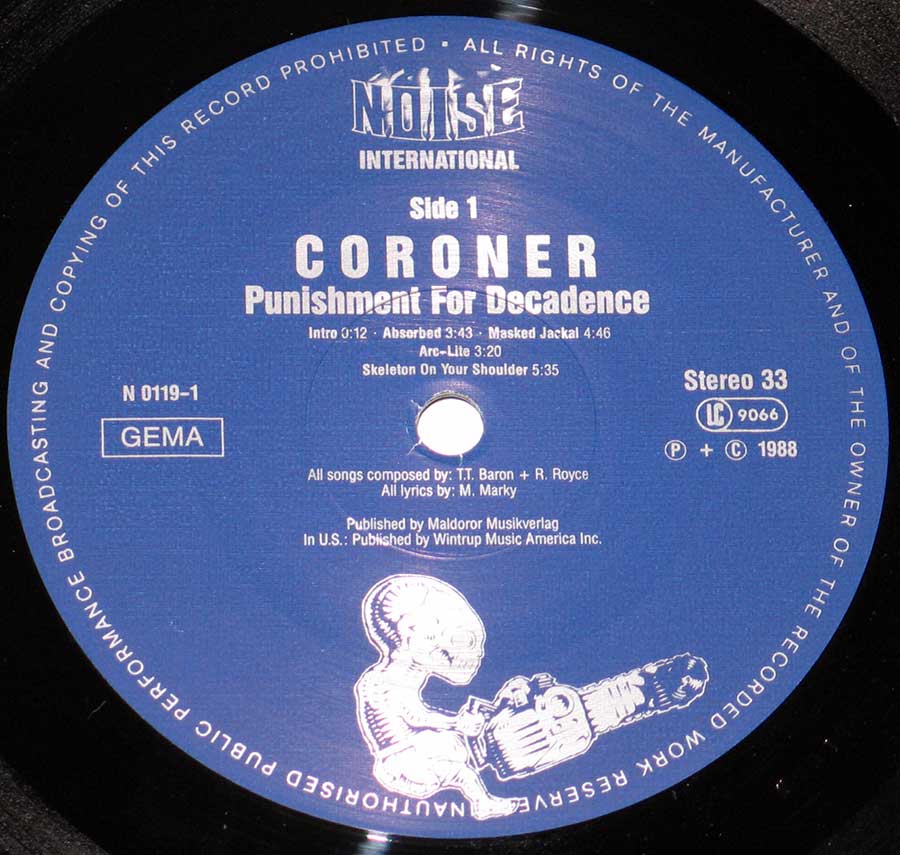 ALL RIGHTS OF THE MANUFACTURER AND OF THE OWNER OF THE RECORDED WORK RESERVE NAUTHORISED PUBLIC PERFORMANCE BROADCASTING AND COPYING OF THIS RECORD PROHIBITED ▪
NOISE
INTERNATIONAL
Side 1
CORONER
Punishment For Decadence
Intro 0:12 · Absorbed 3:43 · Masked Jackal 4:46
Arc-Lite 3:20
Skeleton On Your Shoulder 5:35
N 0119-1
GEMA
Stereo 33
LC 9066
℗ + © 1988
All songs composed by: T.T. Baron + R. Royce
All lyrics by: M. Marky
Published by Maldoror Musikverlag
In U.S.: Published by Wintrup Music America Inc.